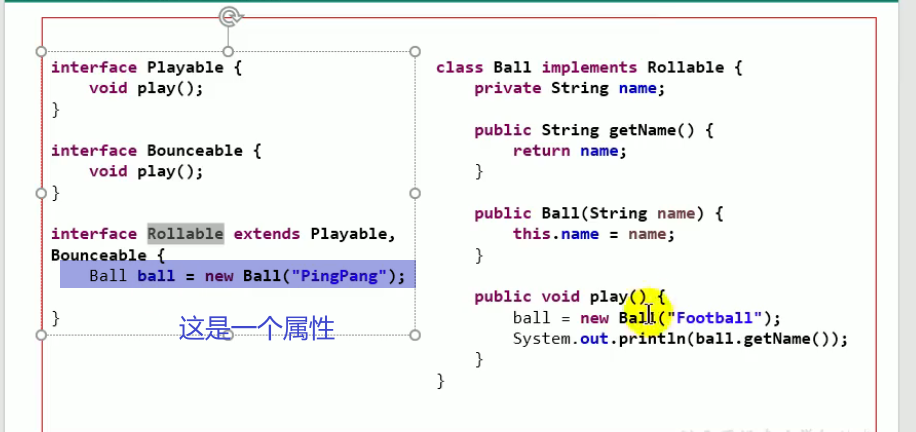 interface Playable {
void play();
}
interface Bounceable {
void play();
}
interface Rollable extends Playable,
Bounceable {
Ball ball = new Ball("PingPang");
}
这是一个属性
class Ball implements Rollable {
private String name;
public String getName() {
return name;
}
public Ball(String name) {
this.name = name;
}
public void play() {
ball = new Ball("Football");
System.out.println(ball.getName());
}
}